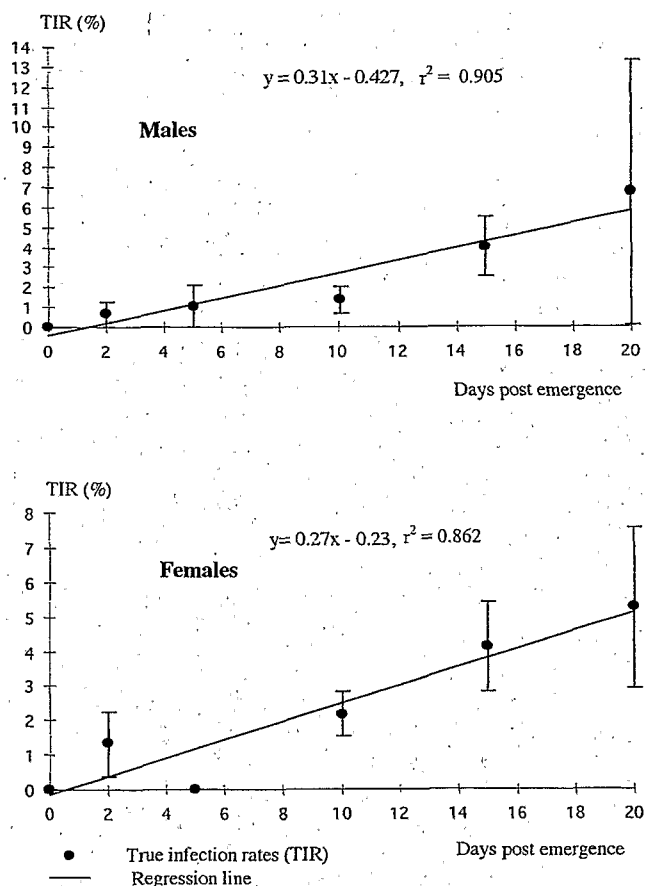 TIR (%)
14
13
12
11
10
9
8
7
6
5
4
3
2
1
0
y = 0.31x - 0.427, r² = 0.905
Males
0 2 4 6 8 10 12 14 16 18 20
Days post emergence
TIR (%)
8
7
6
5
4
3
2
1
0
y= 0.27x - 0.23, r² = 0.862
Females
0 2 4 6 8 10 12 14 16 18 20
True infection rates (TIR)
Days post emergence
Regression line